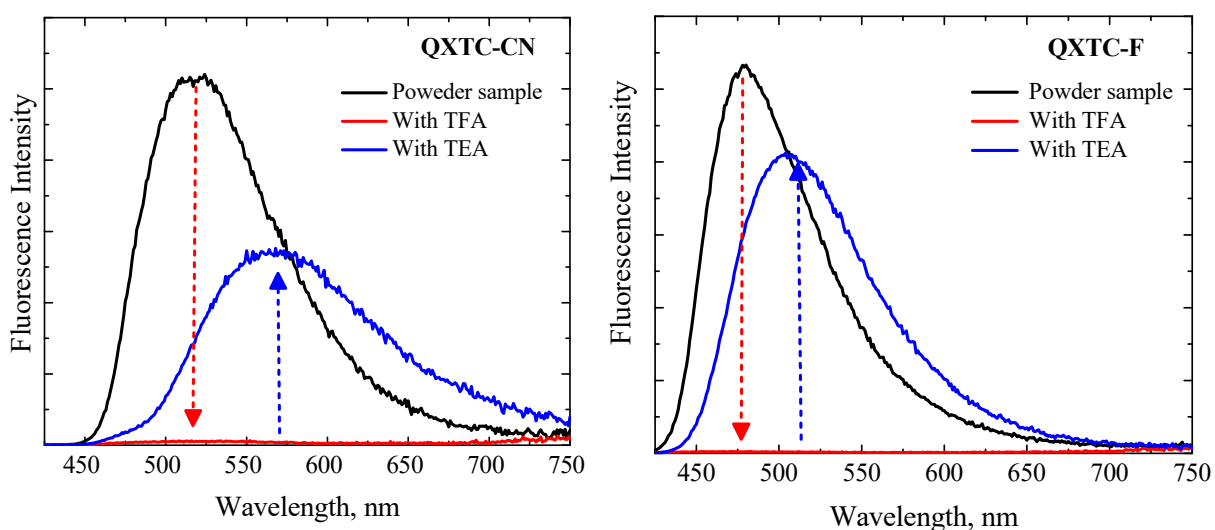 QXTC-CN
Poweder sample
With TFA
With TEA
Fluorescence Intensity
450 500 550 600 650 700 750
Wavelength, nm
QXTC-F
Powder sample
With TFA
With TEA
Fluorescence Intensity
450 500 550 600 650 700 750
Wavelength, nm